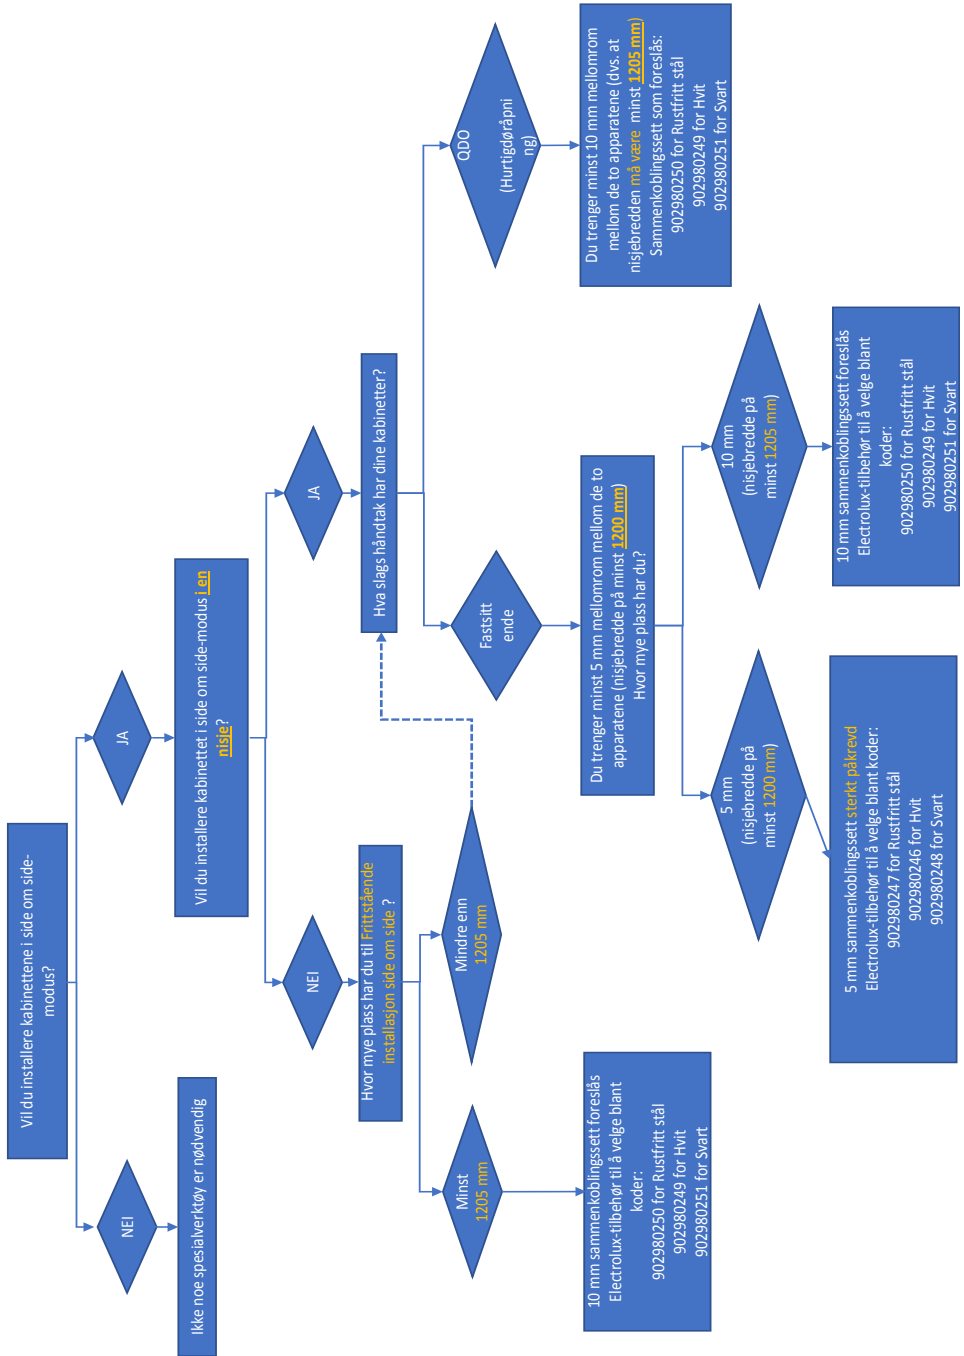 Vil du installere kabinettene i side om side-
modus?
NEI
JA
Ikke noe spesialverktøy er nødvendig
Vil du installere kabinettet i side om side-modus i en
nisje?
NEI
JA
Hvor mye plass har du til Frittstående
installasjon side om side ?
Hva slags håndtak har dine kabinetter?
Minst
1205 mm
Mindre enn
1205 mm
Fastsitt
ende
QDO
(Hurtigdøråpni
ng)
10 mm sammenkoblingssett foreslås
Electrolux-tilbehør til å velge blant
koder:
902980250 for Rustfritt stål
902980249 for Hvit
902980251 for Svart
Du trenger minst 5 mm mellomrom mellom de to
apparatene (nisjebredde på minst 1200 mm)
Hvor mye plass har du?
Du trenger minst 10 mm mellomrom
mellom de to apparatene (dvs. at
nisjebredden må være minst 1205 mm)
Sammenkoblingssett som foreslås:
902980250 for Rustfritt stål
902980249 for Hvit
902980251 for Svart
5 mm
(nisjebredde på
minst 1200 mm)
10 mm
(nisjebredde på
minst 1205 mm)
5 mm sammenkoblingssett sterkt påkrevd
Electrolux-tilbehør til å velge blant koder:
902980247 for Rustfritt stål
902980246 for Hvit
902980248 for Svart
10 mm sammenkoblingssett foreslås
Electrolux-tilbehør til å velge blant
koder:
902980250 for Rustfritt stål
902980249 for Hvit
902980251 for Svart